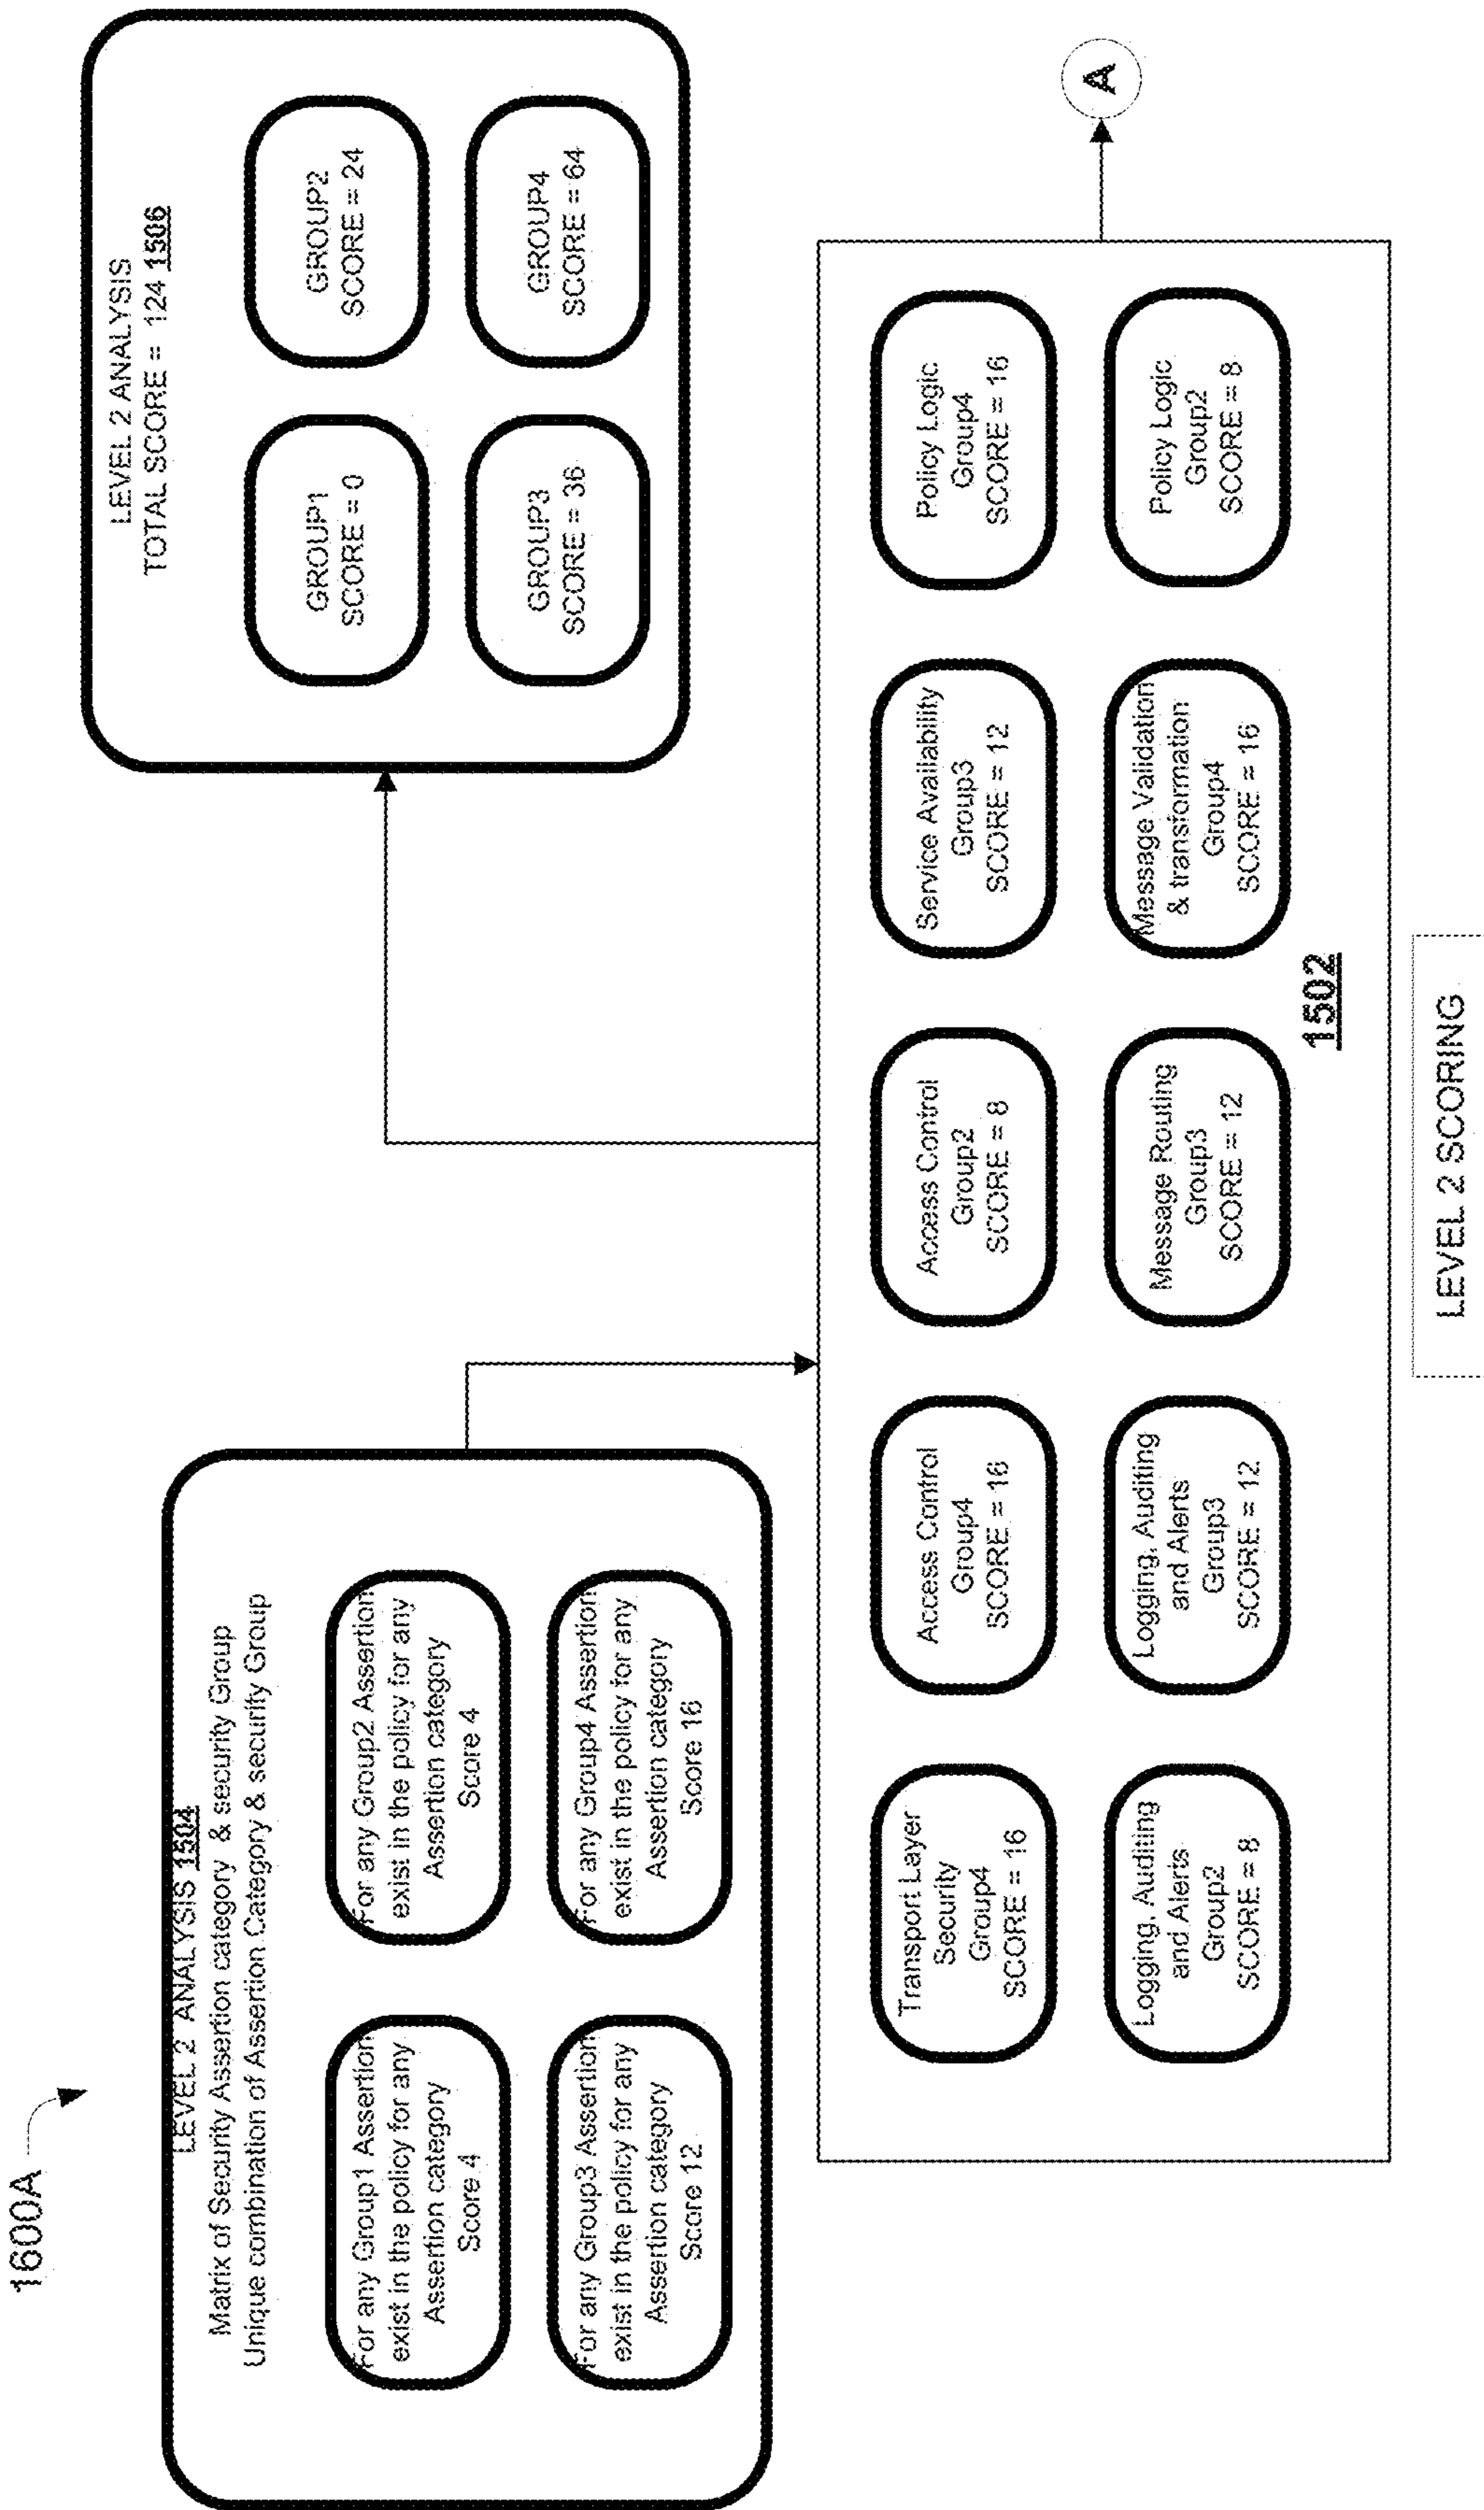 1600A
LEVEL 2 ANALYSIS 1504
Matrix of Security Assertion category & security Group
Unique combination of Assertion Category & security Group
For any Group1 Assertion
exist in the policy for any
Assertion category
Score 4
For any Group2 Assertion
exist in the policy for any
Assertion category
Score 4
For any Group3 Assertion
exist in the policy for any
Assertion category
Score 12
For any Group4 Assertion
exist in the policy for any
Assertion category
Score 16
LEVEL 2 ANALYSIS
TOTAL SCORE = 124 1506
GROUP1
SCORE = 0
GROUP2
SCORE = 24
GROUP3
SCORE = 36
GROUP4
SCORE = 64
Transport Layer
Security
Group4
SCORE = 16
Access Control
Group4
SCORE = 16
Access Control
Group2
SCORE = 8
Service Availability
Group3
SCORE = 12
Policy Logic
Group4
SCORE = 16
Logging, Auditing
and Alerts
Group2
SCORE = 8
Logging, Auditing
and Alerts
Group3
SCORE = 12
Message Routing
Group3
SCORE = 12
Message Validation
& transformation
Group4
SCORE = 16
Policy Logic
Group2
SCORE = 8
1502
A
LEVEL 2 SCORING